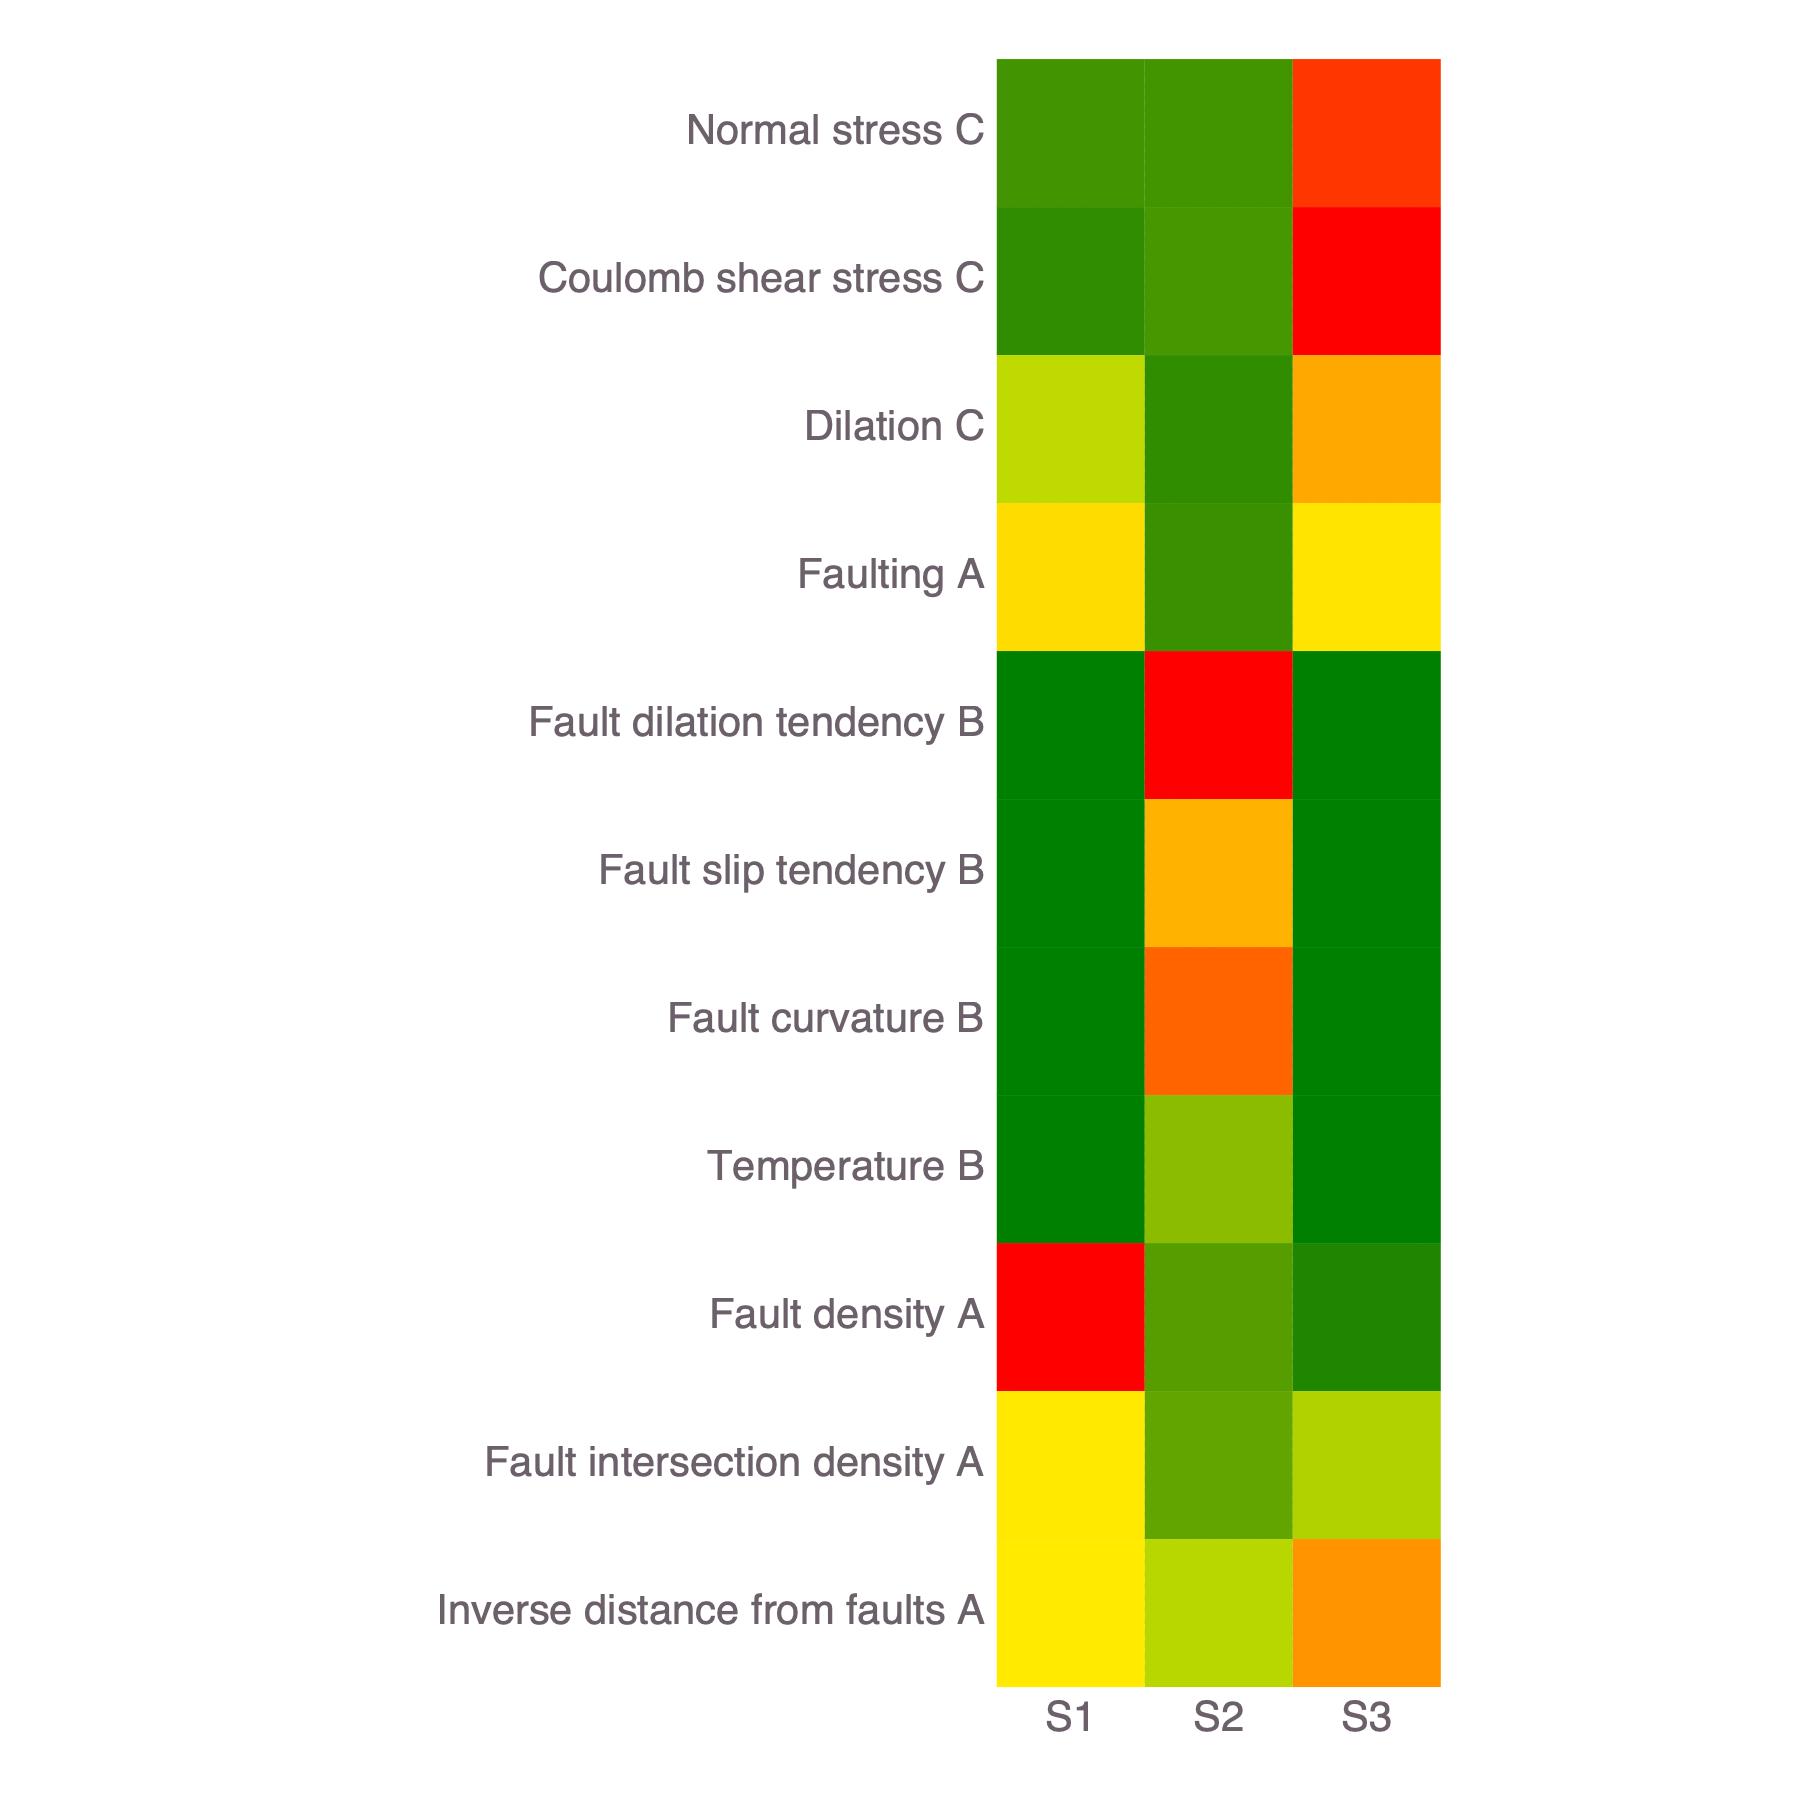 Normal stress C
Coulomb shear stress C
Dilation C
Faulting A
Fault dilation tendency B
Fault slip tendency B
Fault curvature B
Temperature B
Fault density A
Fault intersection density A
Inverse distance from faults A
S1 S2 S3